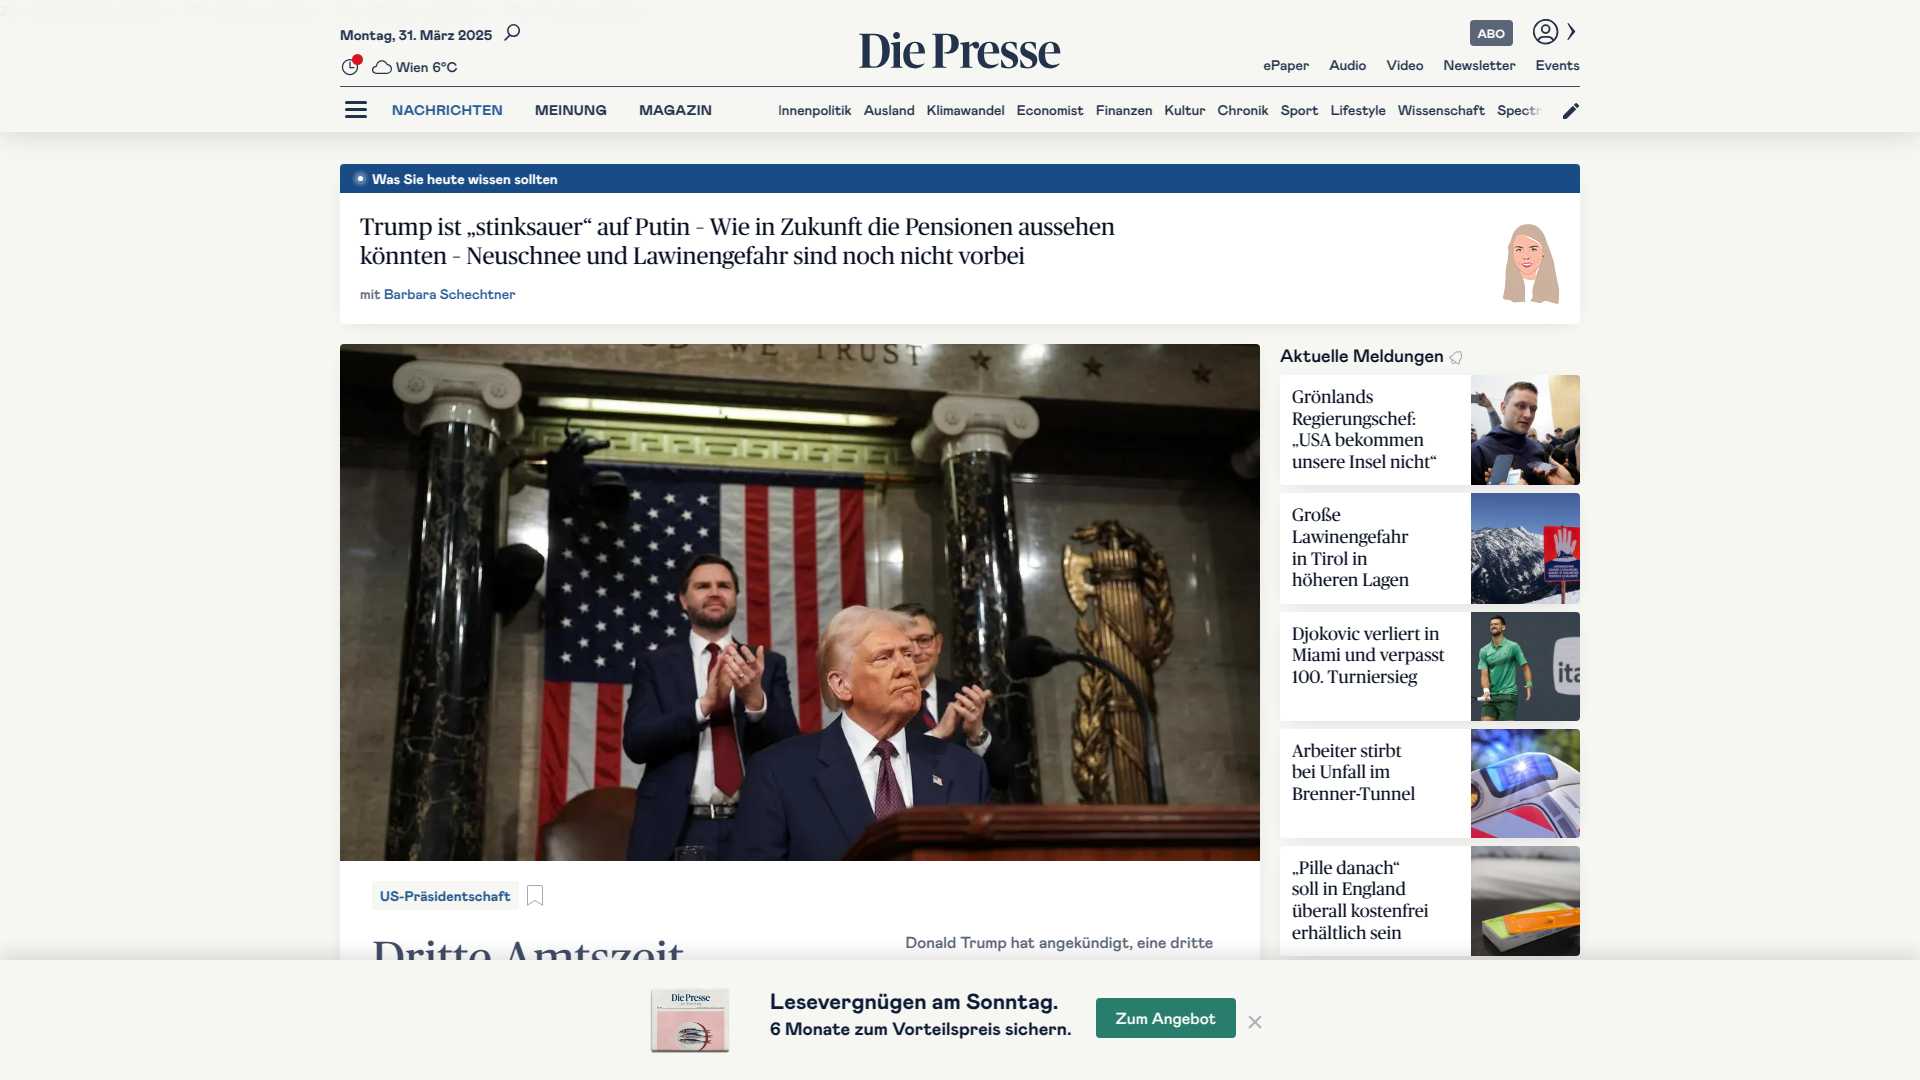 Montag, 31. März 2025
Wien 6°C
Die Presse
ABO
ePaper Audio Video Newsletter Events
NACHRICHTEN MEINUNG MAGAZIN
Innenpolitik Ausland Klimawandel Economist Finanzen Kultur Chronik Sport Lifestyle Wissenschaft Spectr
Was Sie heute wissen sollten
Trump ist „stinksauer“ auf Putin – Wie in Zukunft die Pensionen aussehen
könnten – Neuschnee und Lawinengefahr sind noch nicht vorbei
mit Barbara Schechtner
WE TRUST
US-Präsidentschaft
Dritte Amtszeit
Donald Trump hat angekündigt, eine dritte
Aktuelle Meldungen
Grönlands
Regierungschef:
„USA bekommen
unsere Insel nicht“
Große
Lawinengefahr
in Tirol in
höheren Lagen
Djokovic verliert in
Miami und verpasst
100. Turniersieg
ita
Arbeiter stirbt
bei Unfall im
Brenner-Tunnel
„Pille danach“
soll in England
überall kostenfrei
erhältlich sein
Die Presse
Lesevergnügen am Sonntag.
6 Monate zum Vorteilspreis sichern.
Zum Angebot